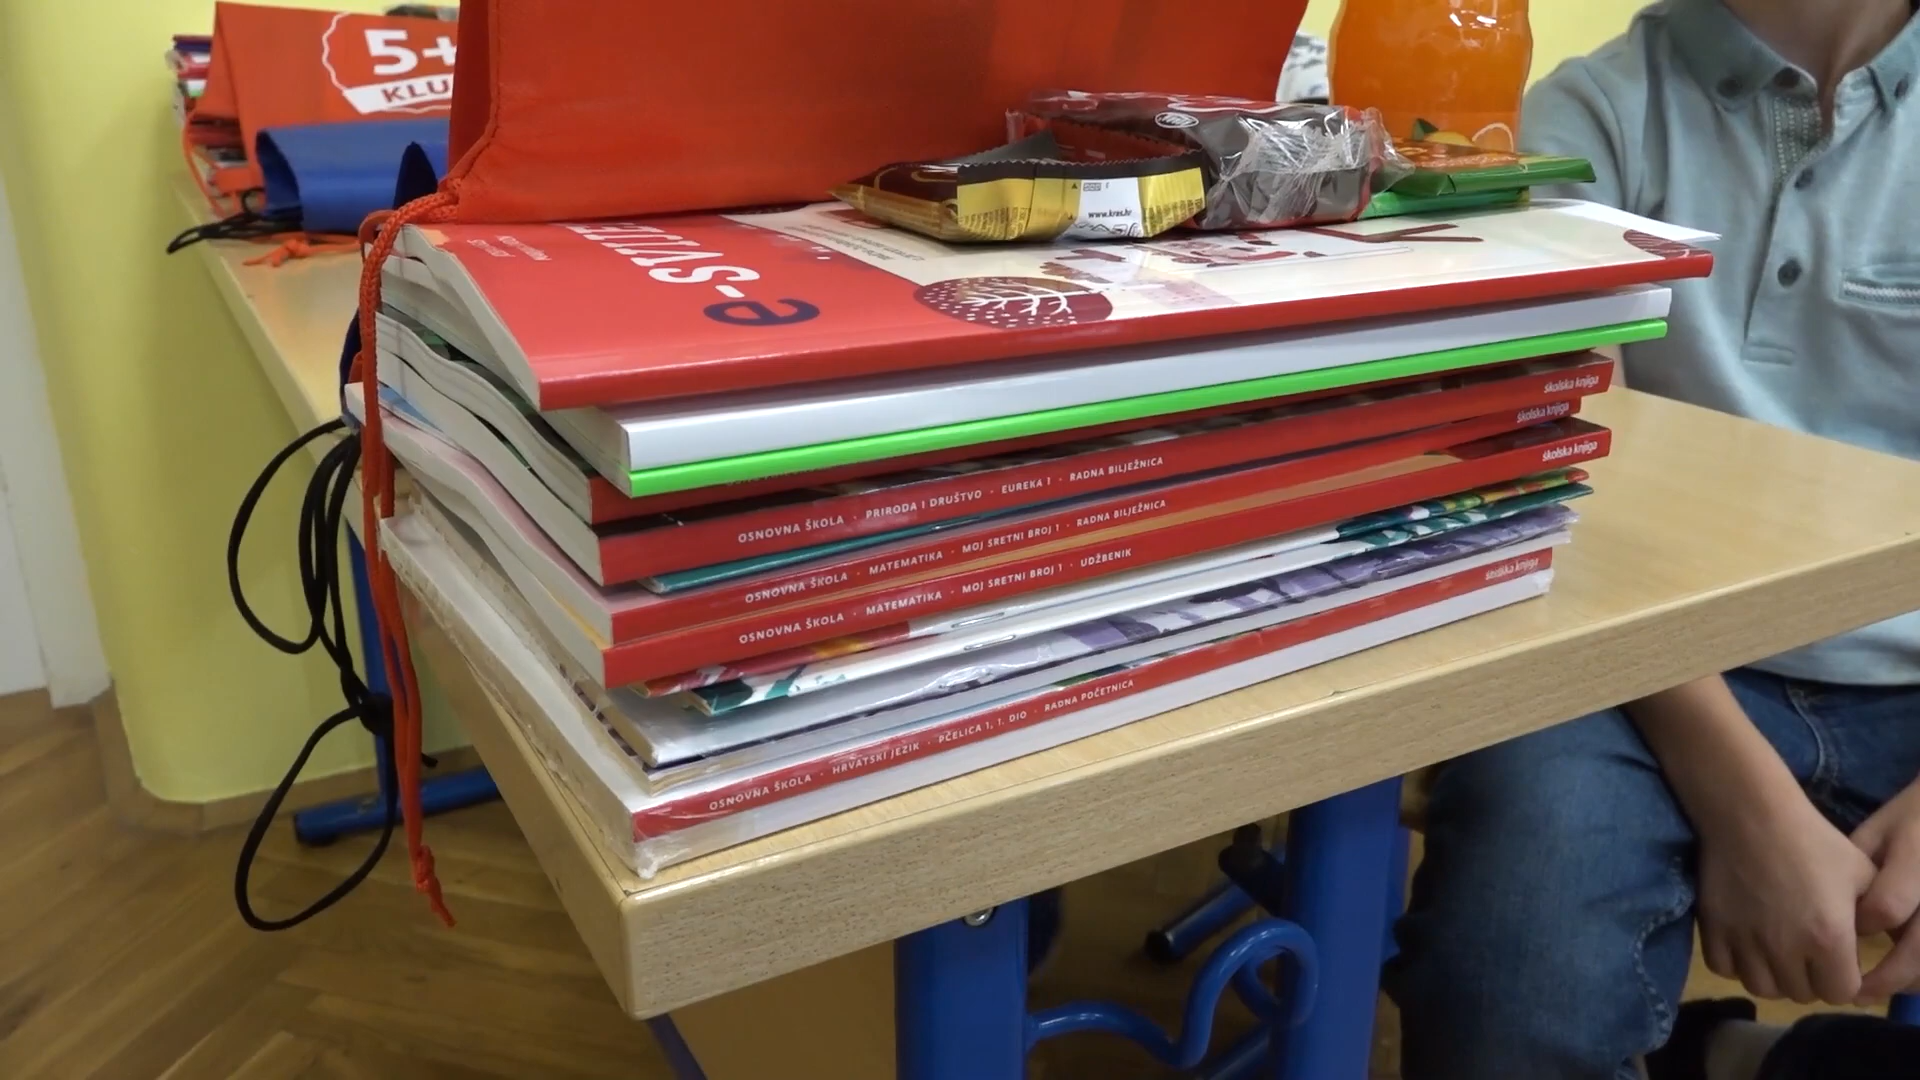 5+
KLU
www.kras.hr
e-SVIJE
školska knjiga
OSNOVNA ŠKOLA · PRIRODA I DRUŠTVO · EUREKA 1 · RADNA BILJEŽNICA
školska knjiga
OSNOVNA ŠKOLA · MATEMATIKA · MOJ SRETNI BROJ 1 · RADNA BILJEŽNICA
školska knjiga
OSNOVNA ŠKOLA · MATEMATIKA · MOJ SRETNI BROJ 1 · UDŽBENIK
školska knjiga
OSNOVNA ŠKOLA · HRVATSKI JEZIK · PČELICA 1, 1. DIO · RADNA POČETNICA